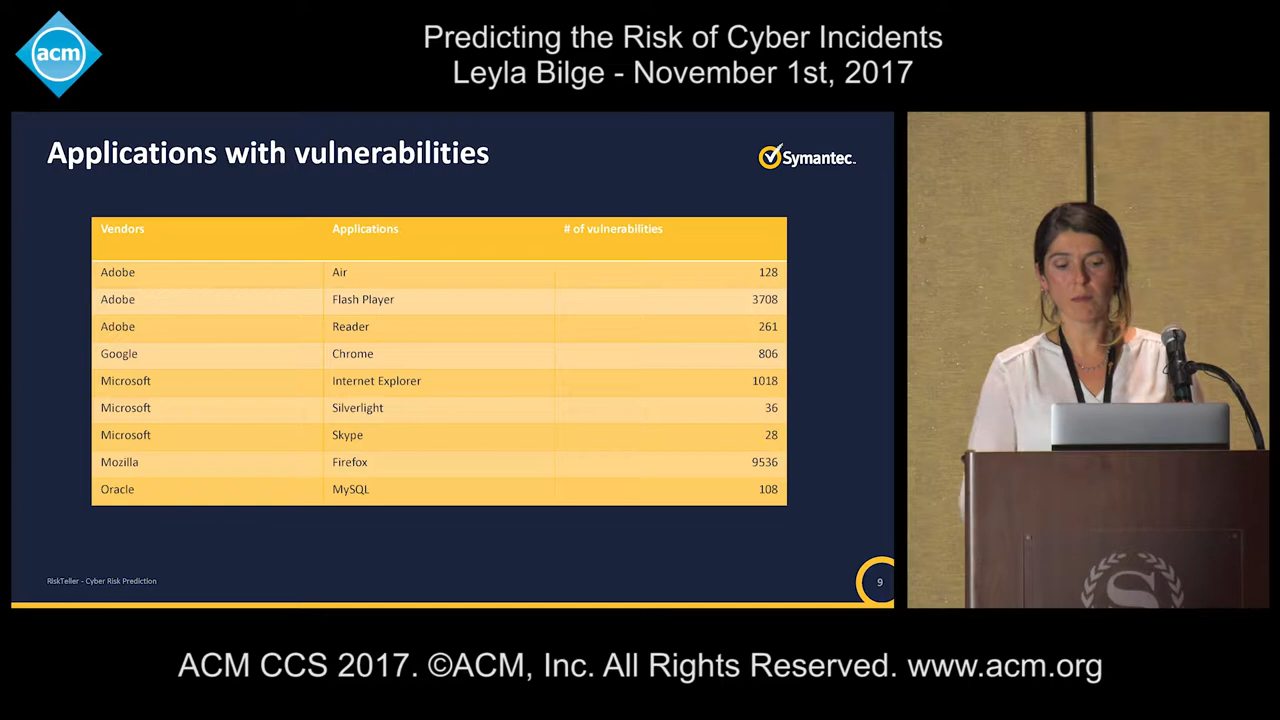 acm
Predicting the Risk of Cyber Incidents
Leyla Bilge - November 1st, 2017
Applications with vulnerabilities
Symantec.
Vendors Applications # of vulnerabilities
Adobe Air 128
Adobe Flash Player 3708
Adobe Reader 261
Google Chrome 806
Microsoft Internet Explorer 1018
Microsoft Silverlight 36
Microsoft Skype 28
Mozilla Firefox 9536
Oracle MySQL 108
RiskTeller - Cyber Risk Prediction
9
S
ACM CCS 2017. ©ACM, Inc. All Rights Reserved. www.acm.org